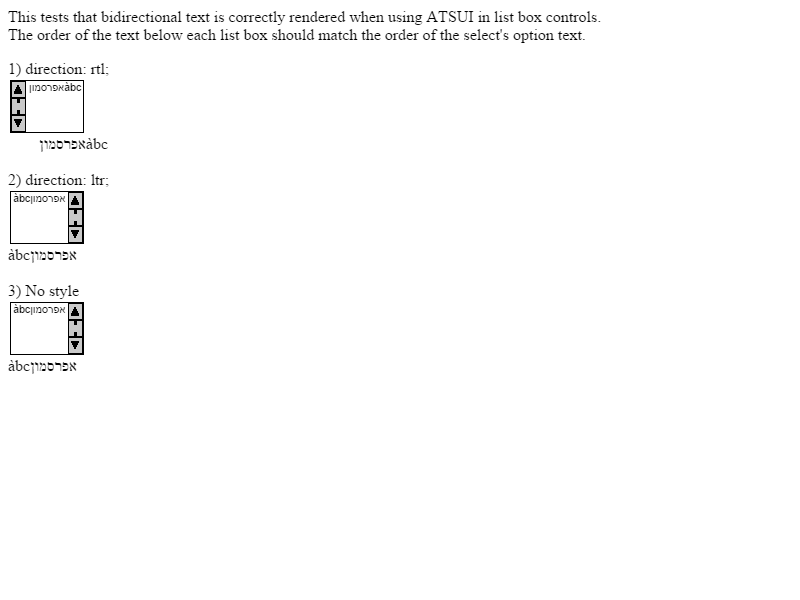 This tests that bidirectional text is correctly rendered when using ATSUI in list box controls.
The order of the text below each list box should match the order of the select's option text.
1) direction: rtl;
àbcאפרסמון
àbcאפרסמון
2) direction: ltr;
àbcאפרסמון
àbcאפרסמון
3) No style
àbcאפרסמון
àbcאפרסמון